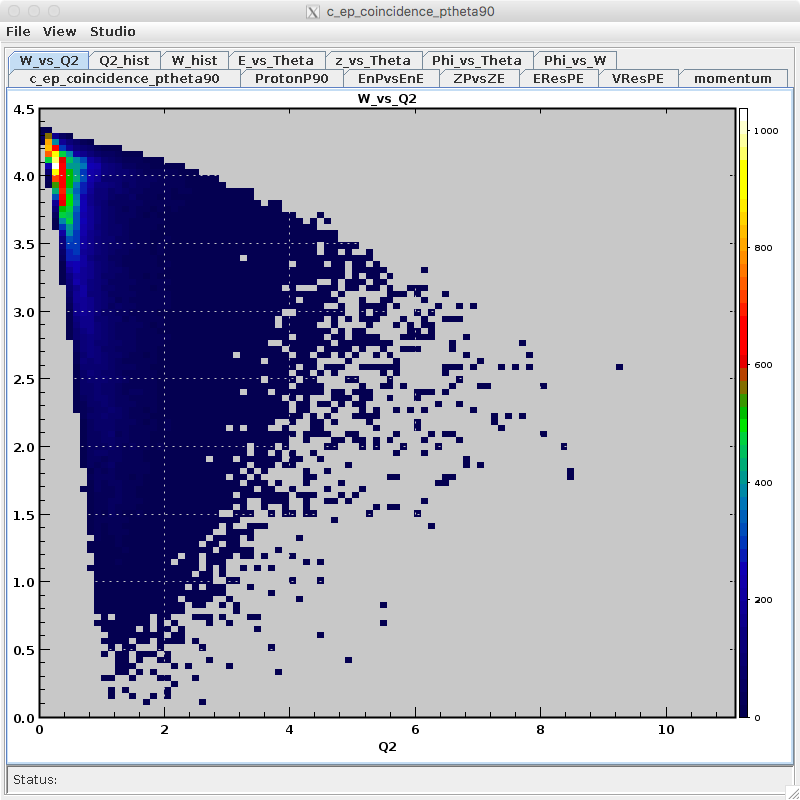 c_ep_coincidence_ptheta90
File View Studio
W_vs_Q2 Q2_hist W_hist E_vs_Theta z_vs_Theta Phi_vs_Theta Phi_vs_W
c_ep_coincidence_ptheta90 ProtonP90 EnPvsEnE ZPvsZE EResPE VResPE momentum
W_vs_Q2
4.5
4.0
3.5
3.0
2.5
2.0
1.5
1.0
0.5
0.0
0 2 4 6 8 10
Q2
1000
800
600
400
200
0
Status: